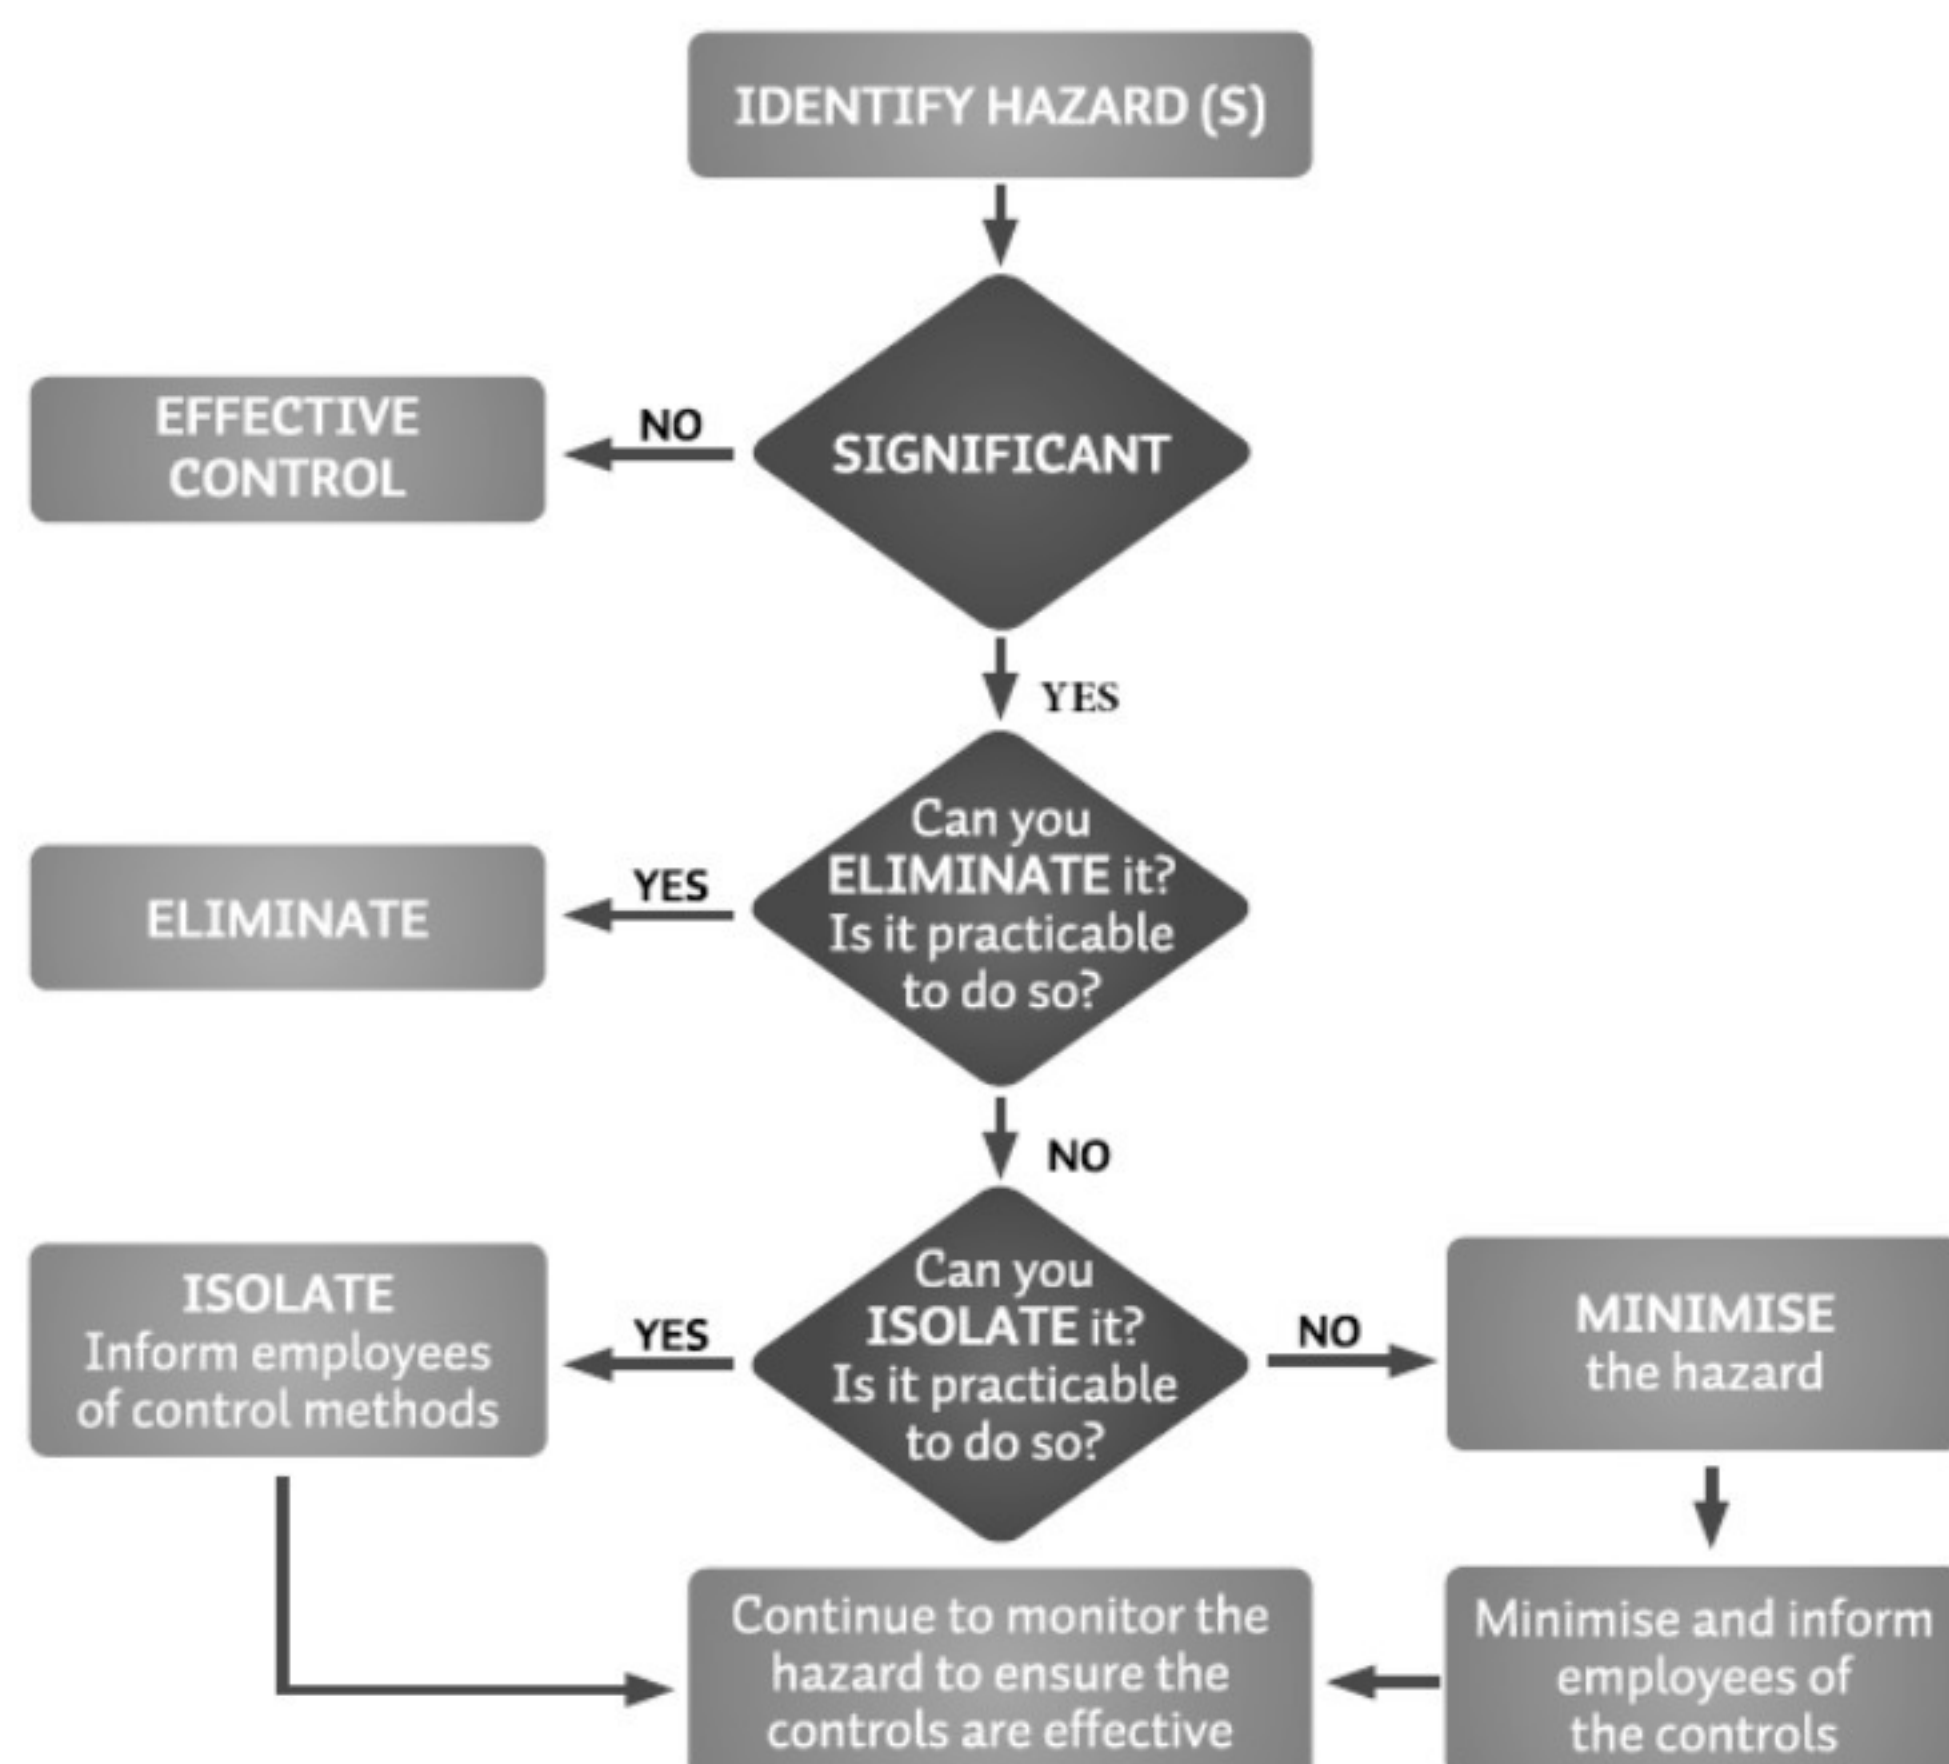 IDENTIFY HAZARD (S)
SIGNIFICANT
NO
EFFECTIVE
CONTROL
YES
Can you
ELIMINATE it?
Is it practicable
to do so?
YES
ELIMINATE
NO
Can you
ISOLATE it?
Is it practicable
to do so?
YES
ISOLATE
Inform employees
of control methods
NO
MINIMISE
the hazard
Minimise and inform
employees of
the controls
Continue to monitor the
hazard to ensure the
controls are effective